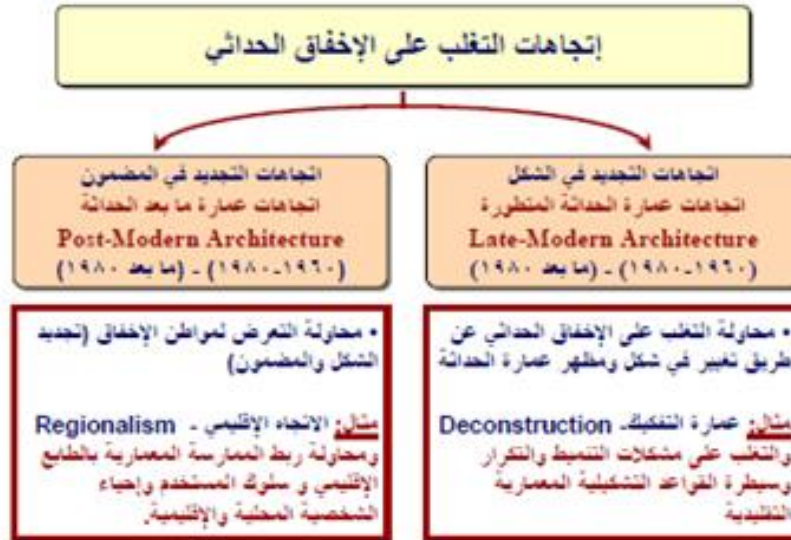 إتجاهات التغلب على الإخفاق الحداثي
اتجاهات التجديد في الشكل
اتجاهات عمارة الحداثة المتطورة
Late-Modern Architecture
(١٩٦٠-١٩٨٠) - (ما بعد ١٩٨٠)
• محاولة التغلب على الإخفاق الحداثي عن
طريق تغيير في شكل ومظهر عمارة الحداثة
مثال: عمارة التفكيك- Deconstruction
والتغلب على مشكلات التنميط والتكرار
وسيطرة القواعد التشكيلية المعمارية
التقليدية
اتجاهات التجديد في المضمون
اتجاهات عمارة ما بعد الحداثة
Post-Modern Architecture
(١٩٦٠-١٩٨٠) - (ما بعد ١٩٨٠)
• محاولة التعرض لمواطن الإخفاق (تجديد
الشكل والمضمون)
مثال: الاتجاه الإقليمي - Regionalism
ومحاولة ربط الممارسة المعمارية بالطابع
الإقليمي و سلوك المستخدم وإحياء
الشخصية المحلية والإقليمية.